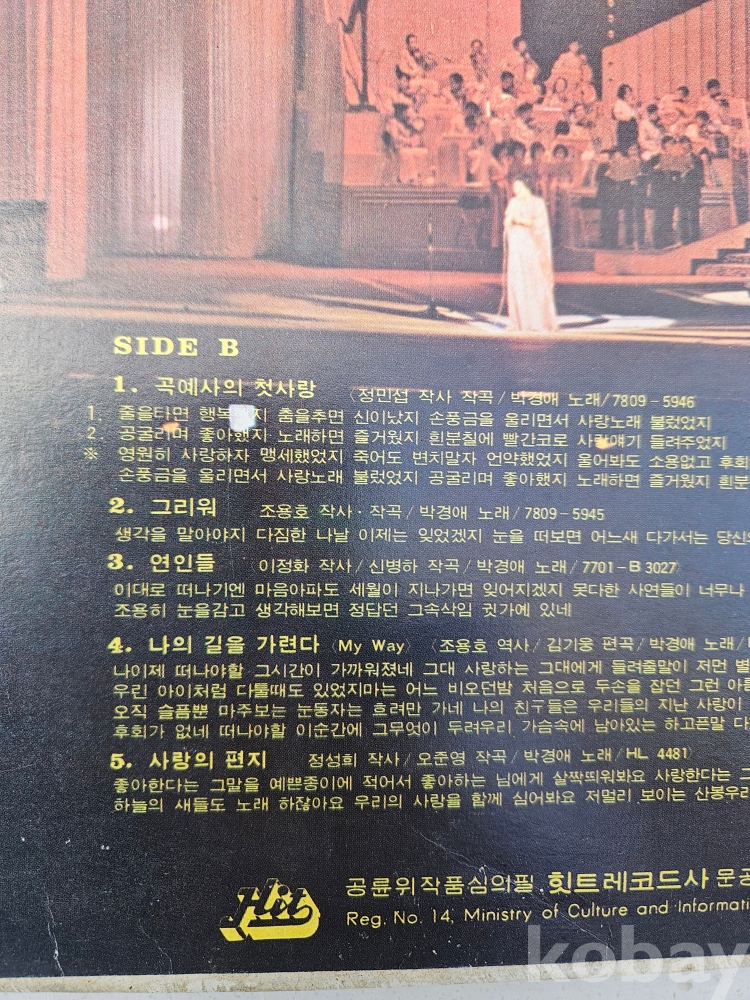 SIDE B
1. 곡예사의 첫사랑 〈정민섭 작사 작곡/박경애 노래/7809-5946
1. 줄을타면 행복했지 춤을추면 신이났지 손풍금을 울리면서 사랑노래 불렀었지
2. 공굴리며 좋아했지 노래하면 즐거웠지 흰분칠에 빨간코로 사랑얘기 들려주었지
※ 영원히 사랑하자 맹세했었지 죽어도 변치말자 언약했었지 울어봐도 소용없고 후회
손풍금을 울리면서 사랑노래 불렀었지 공굴리며 좋아했지 노래하면 즐거웠지 흰분
2. 그리워 조용호 작사·작곡/박경애 노래/7809-5945
생각을 말아야지 다짐한 나날 이제는 잊었겠지 눈을 떠보면 어느새 다가서는 당신의
3. 연인들 이정화 작사/신병하 작곡/박경애 노래/7701-B 3027〉
이대로 떠나기엔 마음아파도 세월이 지나가면 잊어지겠지 못다한 사연들이 너무나
조용히 눈을감고 생각해보면 정답던 그속삭임 귓가에 있네
4. 나의 길을 가련다 〈My Way〉 〈조용호 역사/김기웅 편곡/박경애 노래/
나이제 떠나야할 그시간이 가까워졌네 그대 사랑하는 그대에게 들려줄말이 저먼 별
우린 아이처럼 다툴때도 있었지마는 어느 비오던밤 처음으로 두손을 잡던 그런 아름
오직 슬픔뿐 마주보는 눈동자는 흐려만 가네 나의 친구들은 우리들의 지난 사랑이
후회가 없네 떠나야할 이순간에 그무엇이 두려우리 가슴속에 남아있는 하고픈말 다
5. 사랑의 편지 정성희 작사/오준영 작곡/박경애 노래/HL 4481〉
좋아한다는 그말을 예쁜종이에 적어서 좋아하는 님에게 살짝띄워봐요 사랑한다는 그
하늘의 새들도 노래 하잖아요 우리의 사랑을 함께 심어봐요 저멀리 보이는 산봉우리
Hit
공륜위작품심의필. 힛트레코드사 문공
Reg. No. 14, Ministry of Culture and Informati
kobay